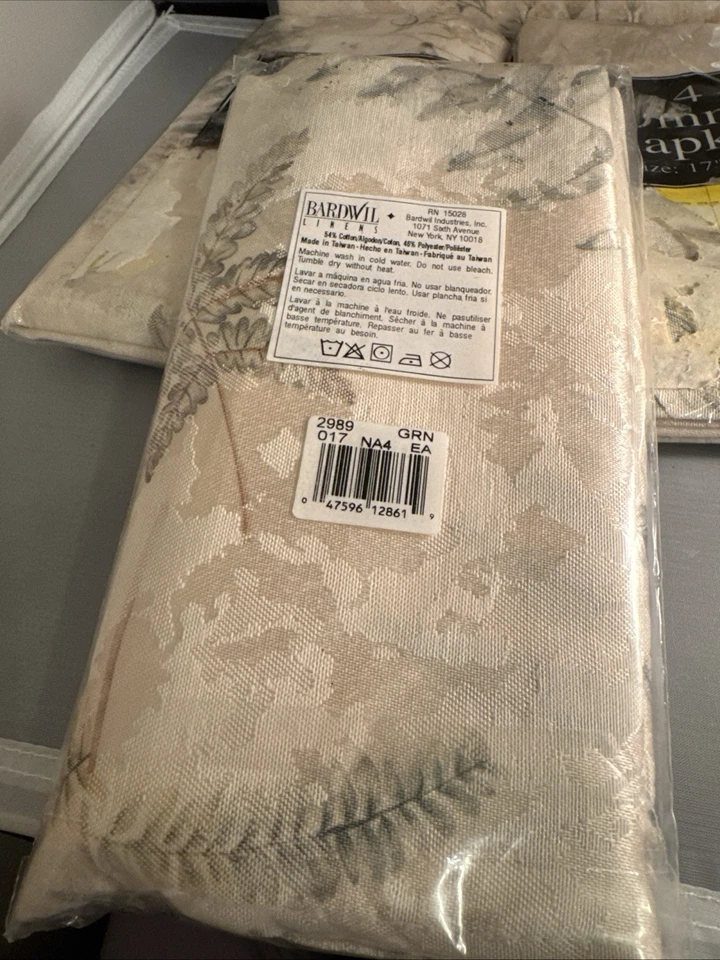 BARDWIL
LINENS
RN 15028
Bardwil Industries, Inc.
1071 Sixth Avenue
New York, NY 10018
54% Cotton/Algodon/Coton, 46% Polyester/Poliéster
Made in Taiwan - Hecho en Taiwan - Fabriqué au Taiwan
Machine wash in cold water. Do not use bleach.
Tumble dry without heat.
Lavar a máquina en agua fria. No usar blanqueador.
Secar en secadora ciclo lento. Usar plancha fria si
en necesario.
Lavar à la machine à l'eau froide. Ne pasutiliser
d'agent de blanchiment. Sécher à la machine à
basse température. Repasser au fer à basse
température au besoin.
2989 GRN
017 NA4 EA
0 47596 12861 9
4